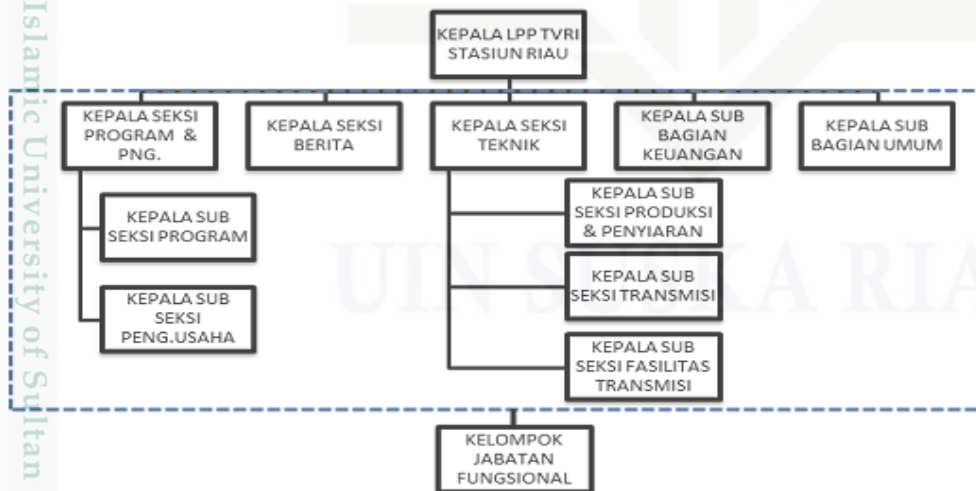 KEPALA LPP TVRI
STASIUN RIAU
KEPALA SEKSI
PROGRAM & 
PNG.
KEPALA SEKSI
BERITA
KEPALA SEKSI
TEKNIK
KEPALA SUB
BAGIAN
KEUANGAN
KEPALA SUB
BAGIAN UMUM
KEPALA SUB
SEKSI PROGRAM
KEPALA SUB
SEKSI
PENG.USAHA
KEPALA SUB
SEKSI PRODUKSI
& PENYIARAN
KEPALA SUB
SEKSI TRANSMISI
KEPALA SUB
SEKSI FASILITAS
TRANSMISI
KELOMPOK
JABATAN
FUNGSIONAL
Islamic University of Sultan
UIN SUSKA RIA